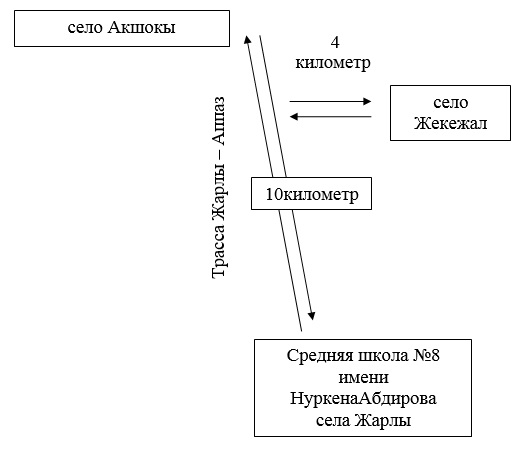 село Акшокы
4
километр
село
Жекежал
Трасса Жарлы – Аппаз
10километр
Средняя школа №8
имени
НуркенаАбдирова
села Жарлы